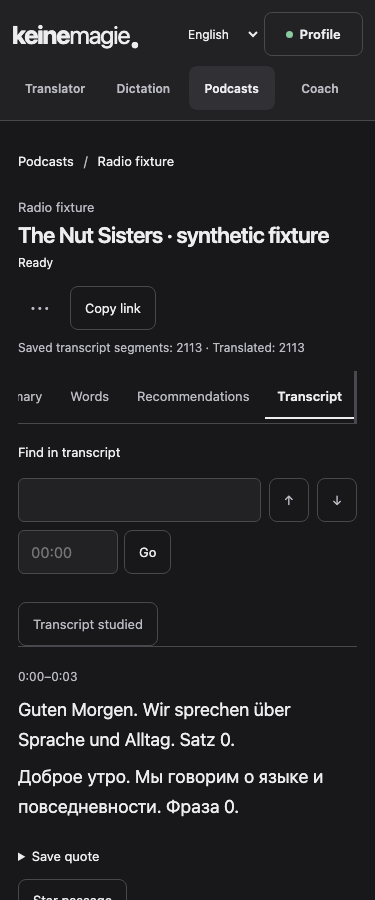 keinemagie.
English
Profile
Translator
Dictation
Podcasts
Coach
Podcasts / Radio fixture
Radio fixture
The Nut Sisters · synthetic fixture
Ready
···
Copy link
Saved transcript segments: 2113 · Translated: 2113
nary
Words
Recommendations
Transcript
Find in transcript
↑
↓
00:00
Go
Transcript studied
0:00–0:03
Guten Morgen. Wir sprechen über
Sprache und Alltag. Satz 0.
Доброе утро. Мы говорим о языке и
повседневности. Фраза 0.
Save quote
Star passage